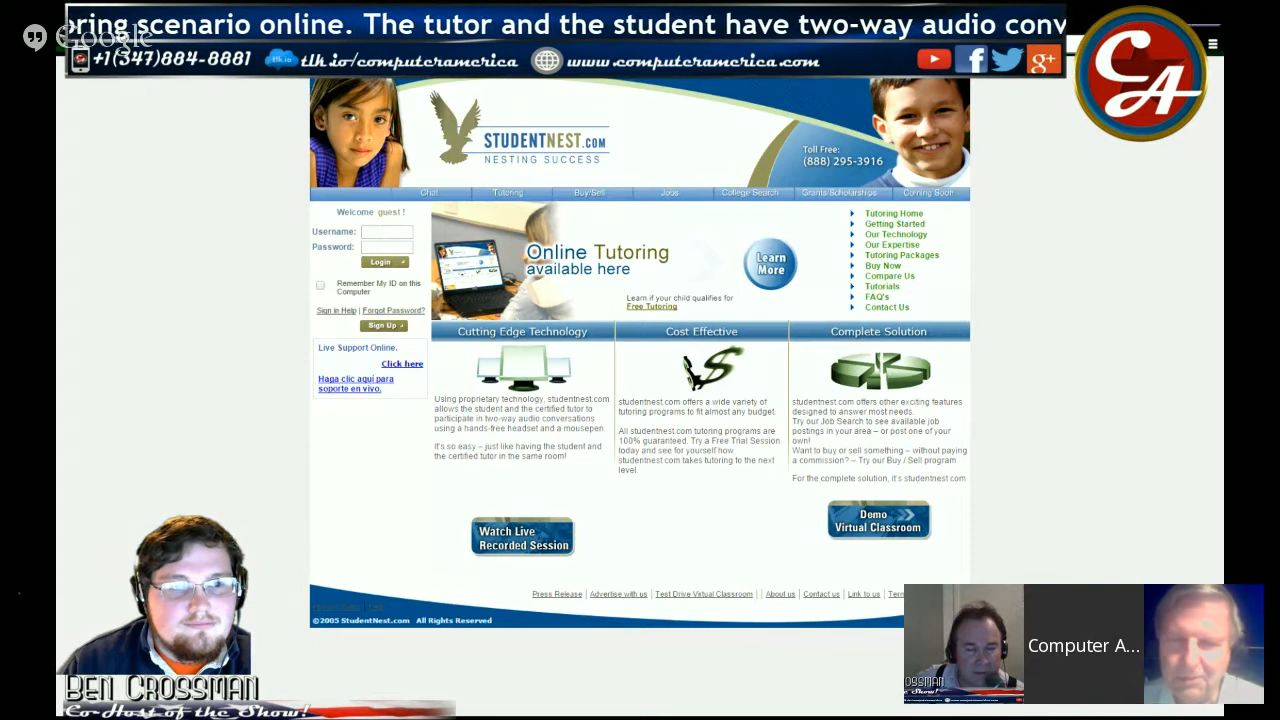 oring scenario online. The tutor and the student have two-way audio conv
Google
+1(347)884-8881 tlk.io/computeramerica www.computeramerica.com
CA
STUDENTNEST.COM
NESTING SUCCESS
Toll Free:
(888) 295-3916
Chat Tutoring Buy/Sell Jobs College Search Grants/Scholarships Coming Soon
Welcome guest !
Username:
Password:
Login
Remember My ID on this
Computer
Sign in Help | Forgot Password?
Sign Up
Live Support Online.
Click here
Haga clic aquí para
soporte en vivo.
Online Tutoring
available here
Learn
More
Learn if your child qualifies for
Free Tutoring
Tutoring Home
Getting Started
Our Technology
Our Expertise
Tutoring Packages
Buy Now
Compare Us
Tutorials
FAQ's
Contact Us
Cutting Edge Technology
Using proprietary technology, studentnest.com
allows the student and the certified tutor to
participate in two-way audio conversations
using a hands-free headset and a mousepen.
It's so easy – just like having the student and
the certified tutor in the same room!
Watch Live
Recorded Session
Cost Effective
studentnest.com offers a wide variety of
tutoring programs to fit almost any budget.
All studentnest.com tutoring programs are
100% guaranteed. Try a Free Trial Session
today and see for yourself how
studentnest.com takes tutoring to the next
level.
Complete Solution
studentnest.com offers other exciting features
designed to answer most needs.
Try our Job Search to see available job
postings in your area – or post one of your
own!
Want to buy or sell something – without paying
a commission? – Try our Buy / Sell program.
For the complete solution, it's studentnest.com
Demo
Virtual Classroom
Press Release | Advertise with us | Test Drive Virtual Classroom | | About us | Contact us | Link to us | Term
©2005 StudentNest.com All Rights Reserved
BEN CROSSMAN
Co-Host of the Show!
Computer A...